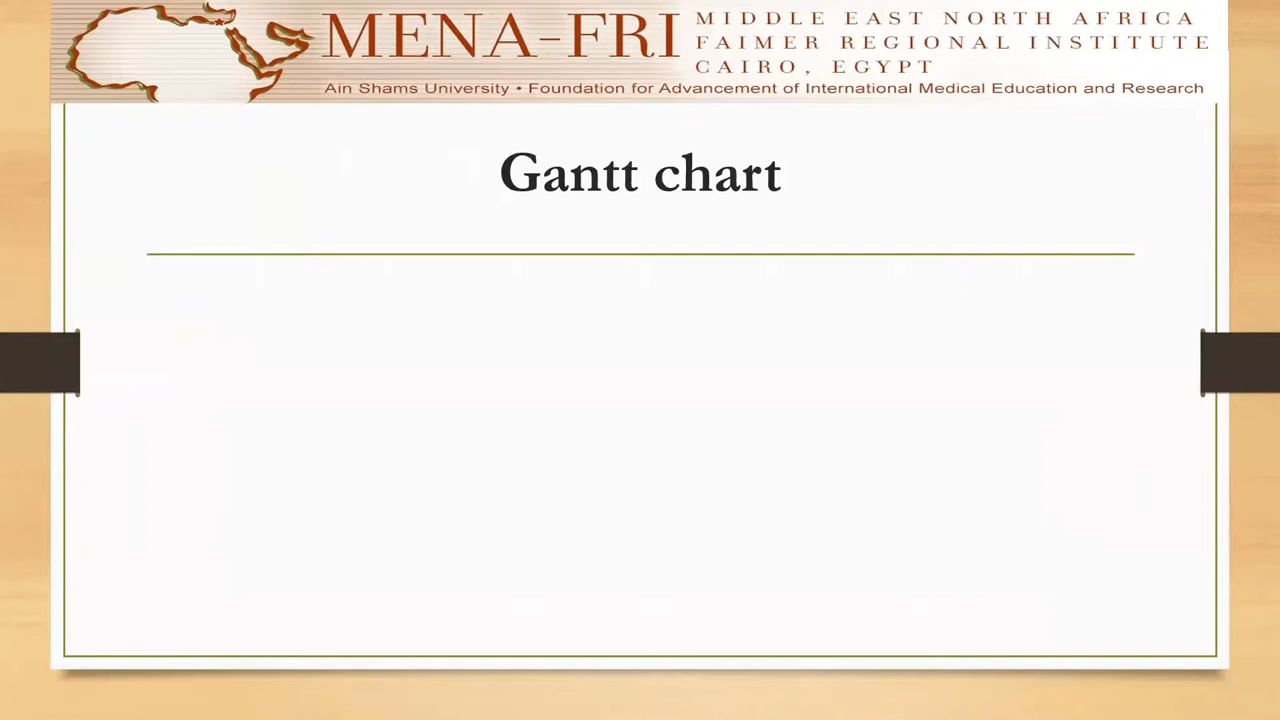 MENA-FRI
MIDDLE EAST NORTH AFRICA
FAIMER REGIONAL INSTITUTE
CAIRO, EGYPT
Ain Shams University • Foundation for Advancement of International Medical Education and Research
Gantt chart